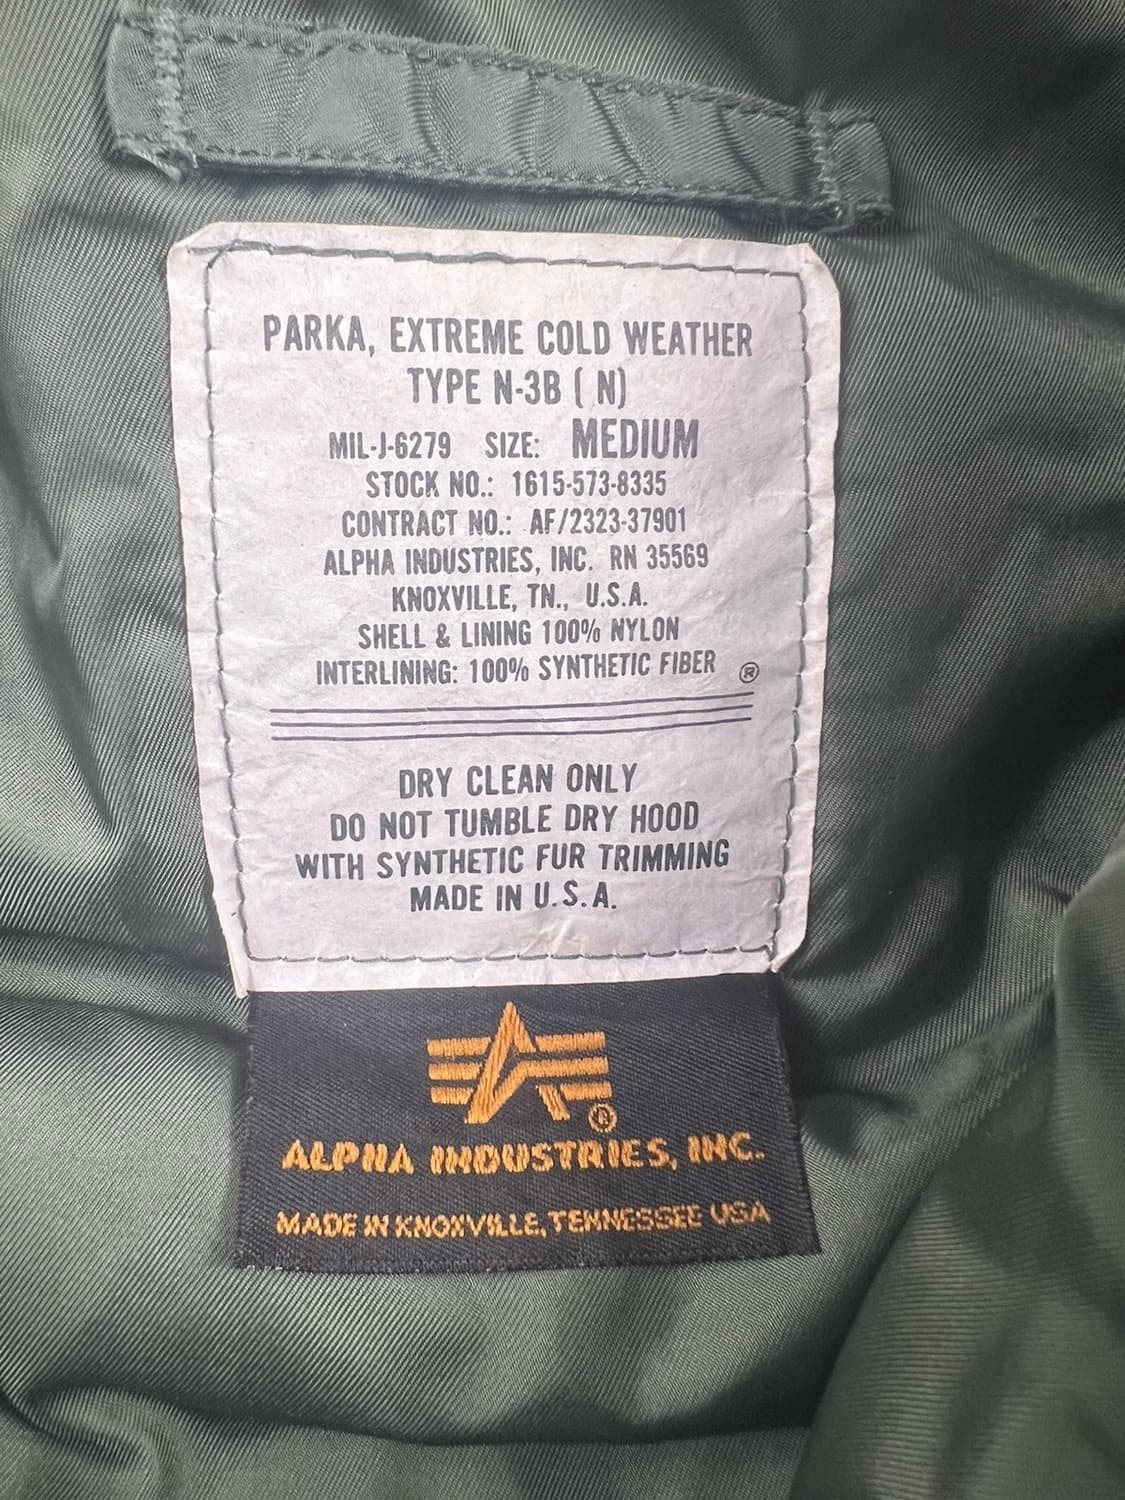 PARKA, EXTREME COLD WEATHER
TYPE N-3B ( N)
MIL-J-6279 SIZE: MEDIUM
STOCK NO.: 1615-573-8335
CONTRACT NO.: AF/2323-37901
ALPHA INDUSTRIES, INC. RN 35569
KNOXVILLE, TN., U.S.A.
SHELL & LINING 100% NYLON
INTERLINING: 100% SYNTHETIC FIBER ®
DRY CLEAN ONLY
DO NOT TUMBLE DRY HOOD
WITH SYNTHETIC FUR TRIMMING
MADE IN U.S.A.
®
ALPHA INDUSTRIES, INC.
MADE IN KNOXVILLE, TENNESSEE USA